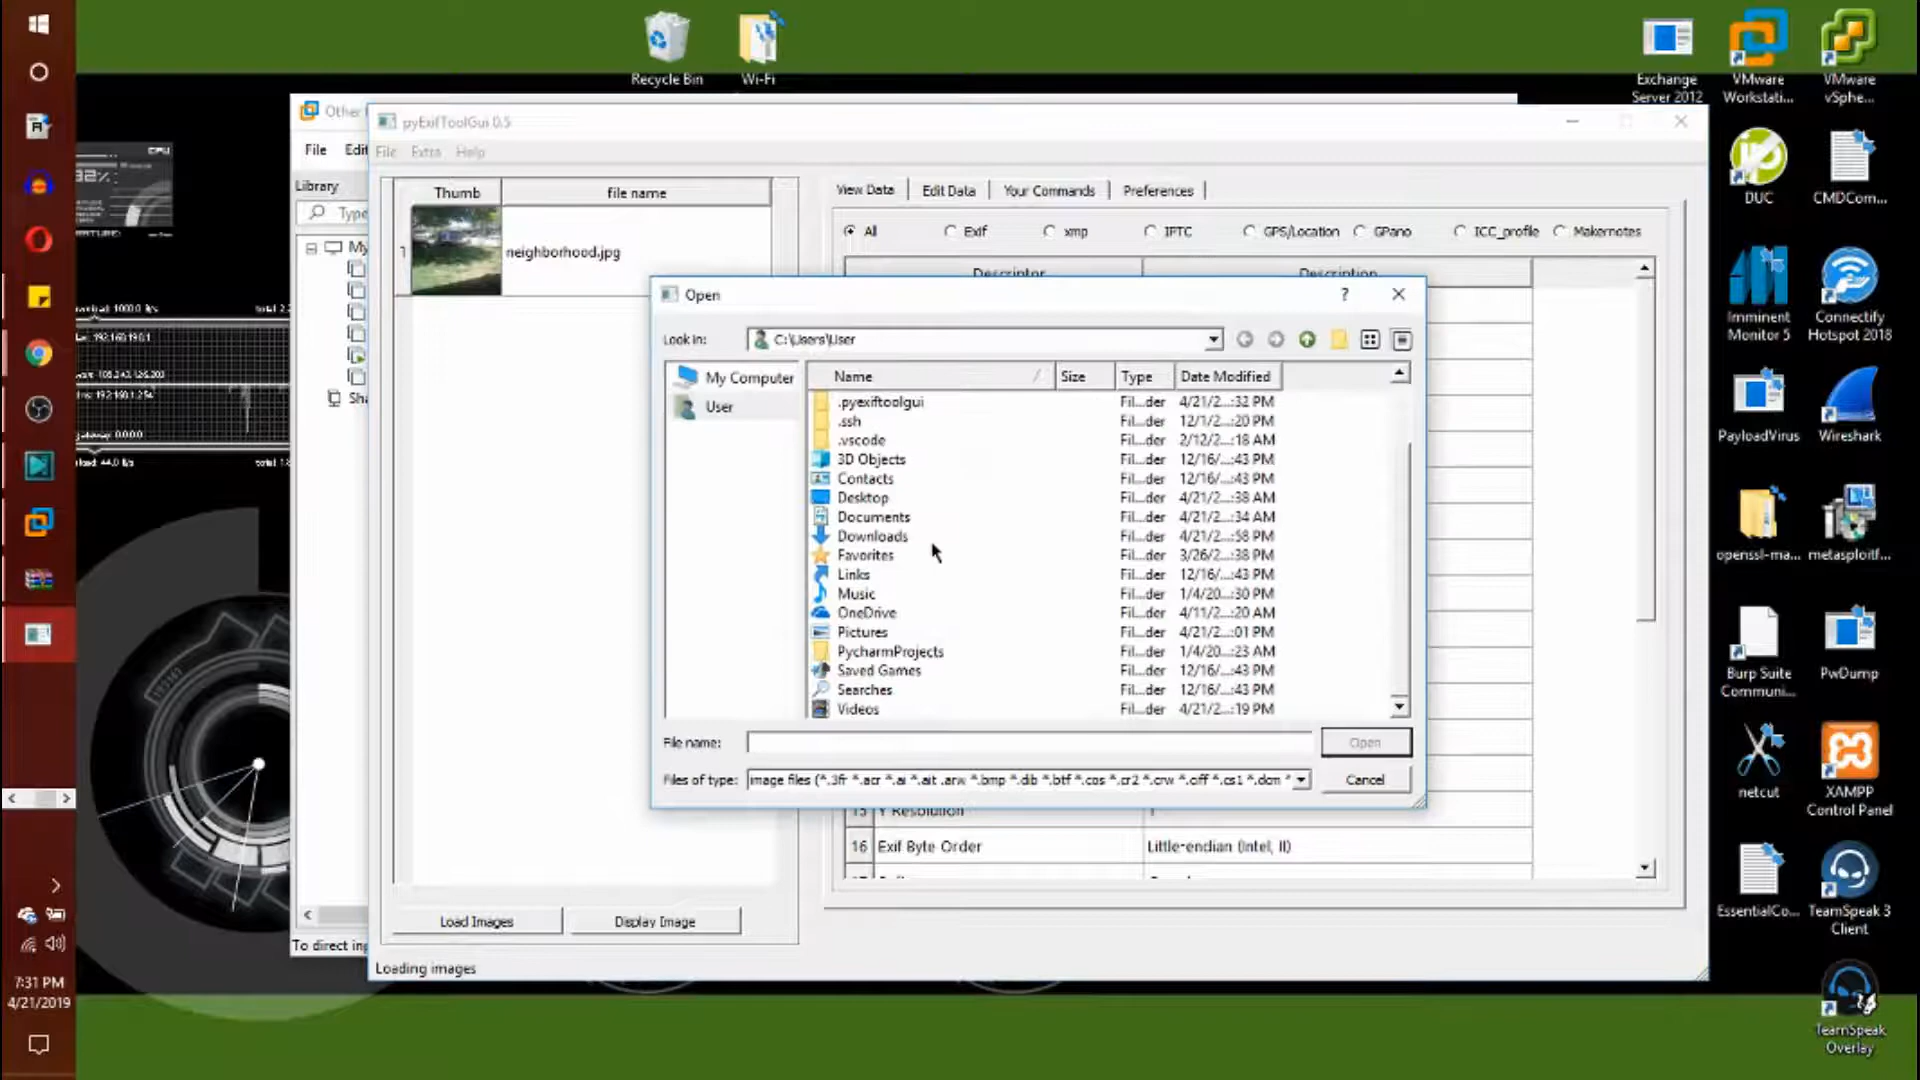 Recycle Bin
Wi-Fi
Exchange
Server 2012
VMware
Workstati...
VMware
vSphe...
Other
File Edit
Library
Type
My
Sha
To direct inp
pyExifToolGui 0.5
File Extra Help
Thumb file name
1 neighborhood.jpg
View Data Edit Data Your Commands Preferences
All Exif xmp IPTC GPS/Location GPano ICC_profile Makernotes
Descriptor Description
Open
?
Look in: C:\Users\User
My Computer
User
Name Size Type Date Modified
.pyexiftoolgui Fil...der 4/21/2...:32 PM
.ssh Fil...der 12/1/2...:20 PM
.vscode Fil...der 2/12/2...:18 AM
3D Objects Fil...der 12/16/...:43 PM
Contacts Fil...der 12/16/...:43 PM
Desktop Fil...der 4/21/2...:38 AM
Documents Fil...der 4/21/2...:34 AM
Downloads Fil...der 4/21/2...:58 PM
Favorites Fil...der 3/26/2...:38 PM
Links Fil...der 12/16/...:43 PM
Music Fil...der 1/4/20...:30 PM
OneDrive Fil...der 4/11/2...:20 AM
Pictures Fil...der 4/21/2...:01 PM
PycharmProjects Fil...der 1/4/20...:23 AM
Saved Games Fil...der 12/16/...:43 PM
Searches Fil...der 12/16/...:43 PM
Videos Fil...der 4/21/2...:19 PM
File name: Open
Files of type: image files (*.3fr *.acr *.ai *.ait .arw *.bmp *.dib *.btf *.cos *.cr2 *.crw *.ciff *.cs1 *.dcm * Cancel
15 Y Resolution 1
16 Exif Byte Order Little-endian (Intel, II)
Load Images Display Image
Loading images
DUC
CMDCom...
Imminent
Monitor 5
Connectify
Hotspot 2018
PayloadVirus
Wireshark
openssl-ma...
metasploitf...
Burp Suite
Communi...
PwDump
netcut
XAMPP
Control Panel
EssentialCo...
TeamSpeak 3
Client
TeamSpeak
Overlay
CPU
7:31 PM
4/21/2019